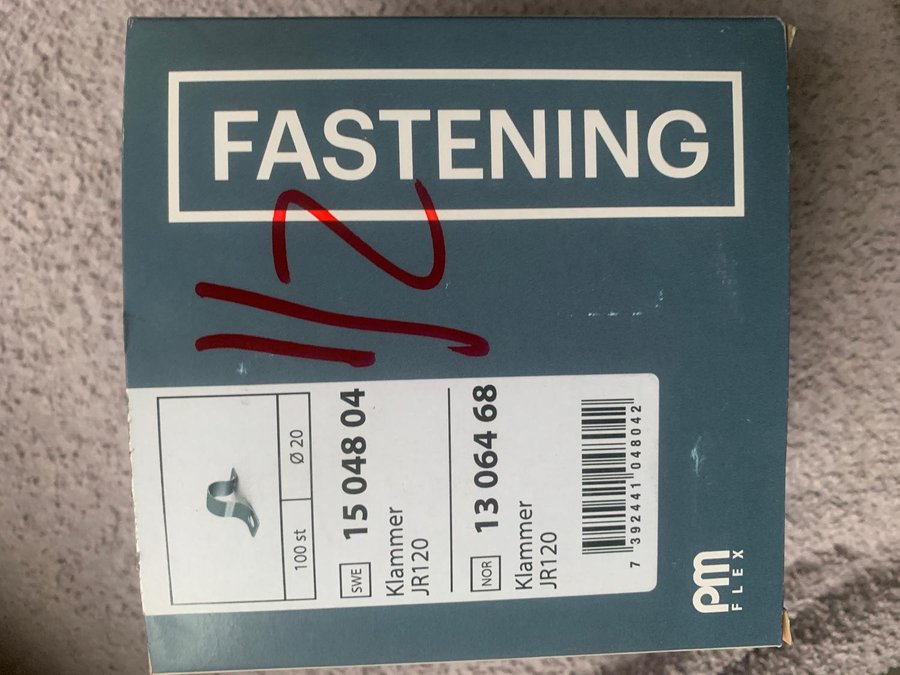 FASTENING
1/2
100 st
Ø 20
SWE
15 048 04
Klammer
JR120
NOR
13 064 68
Klammer
JR120
7 392441 048042
pm
FLEX